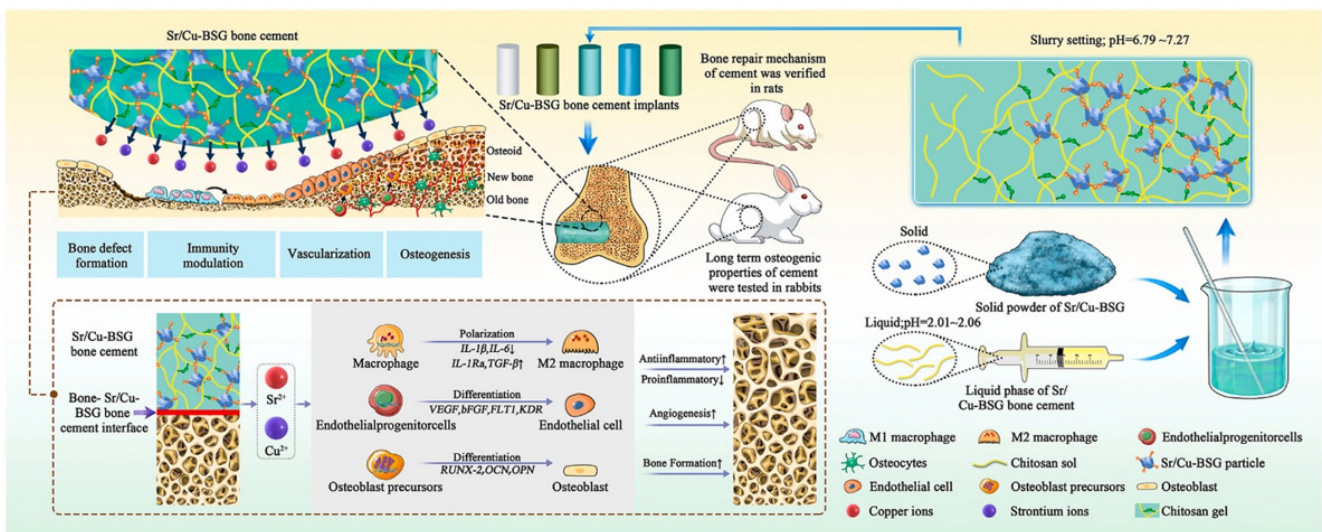 Sr/Cu-BSG bone cement
Osteoid
New bone
Old bone
Bone defect
formation
Immunity
modulation
Vascularization
Osteogenesis
Sr/Cu-BSG bone cement implants
Bone repair mechanism
of cement was verified
in rats
Long term osteogenic
properties of cement
were tested in rabbits
Slurry setting; pH=6.79 ~7.27
Solid
Solid powder of Sr/Cu-BSG
Liquid;pH=2.01~2.06
Liquid phase of Sr/
Cu-BSG bone cement
Sr/Cu-BSG
bone cement
Bone- Sr/Cu-
BSG bone
cement interface
Sr²⁺
Cu²⁺
Macrophage
Polarization
IL-1β,IL-6↓
IL-1Ra,TGF-β↑
M2 macrophage
Endothelialprogenitorcells
Differentiation
VEGF,bFGF,FLT1,KDR
Endothelial cell
Osteoblast precursors
Differentiation
RUNX-2,OCN,OPN
Osteoblast
Antiinflammatory↑
Proinflammatory↓
Angiogenesis↑
Bone Formation↑
M1 macrophage
M2 macrophage
Endothelialprogenitorcells
Osteocytes
Chitosan sol
Sr/Cu-BSG particle
Endothelial cell
Osteoblast precursors
Osteoblast
Copper ions
Strontium ions
Chitosan gel